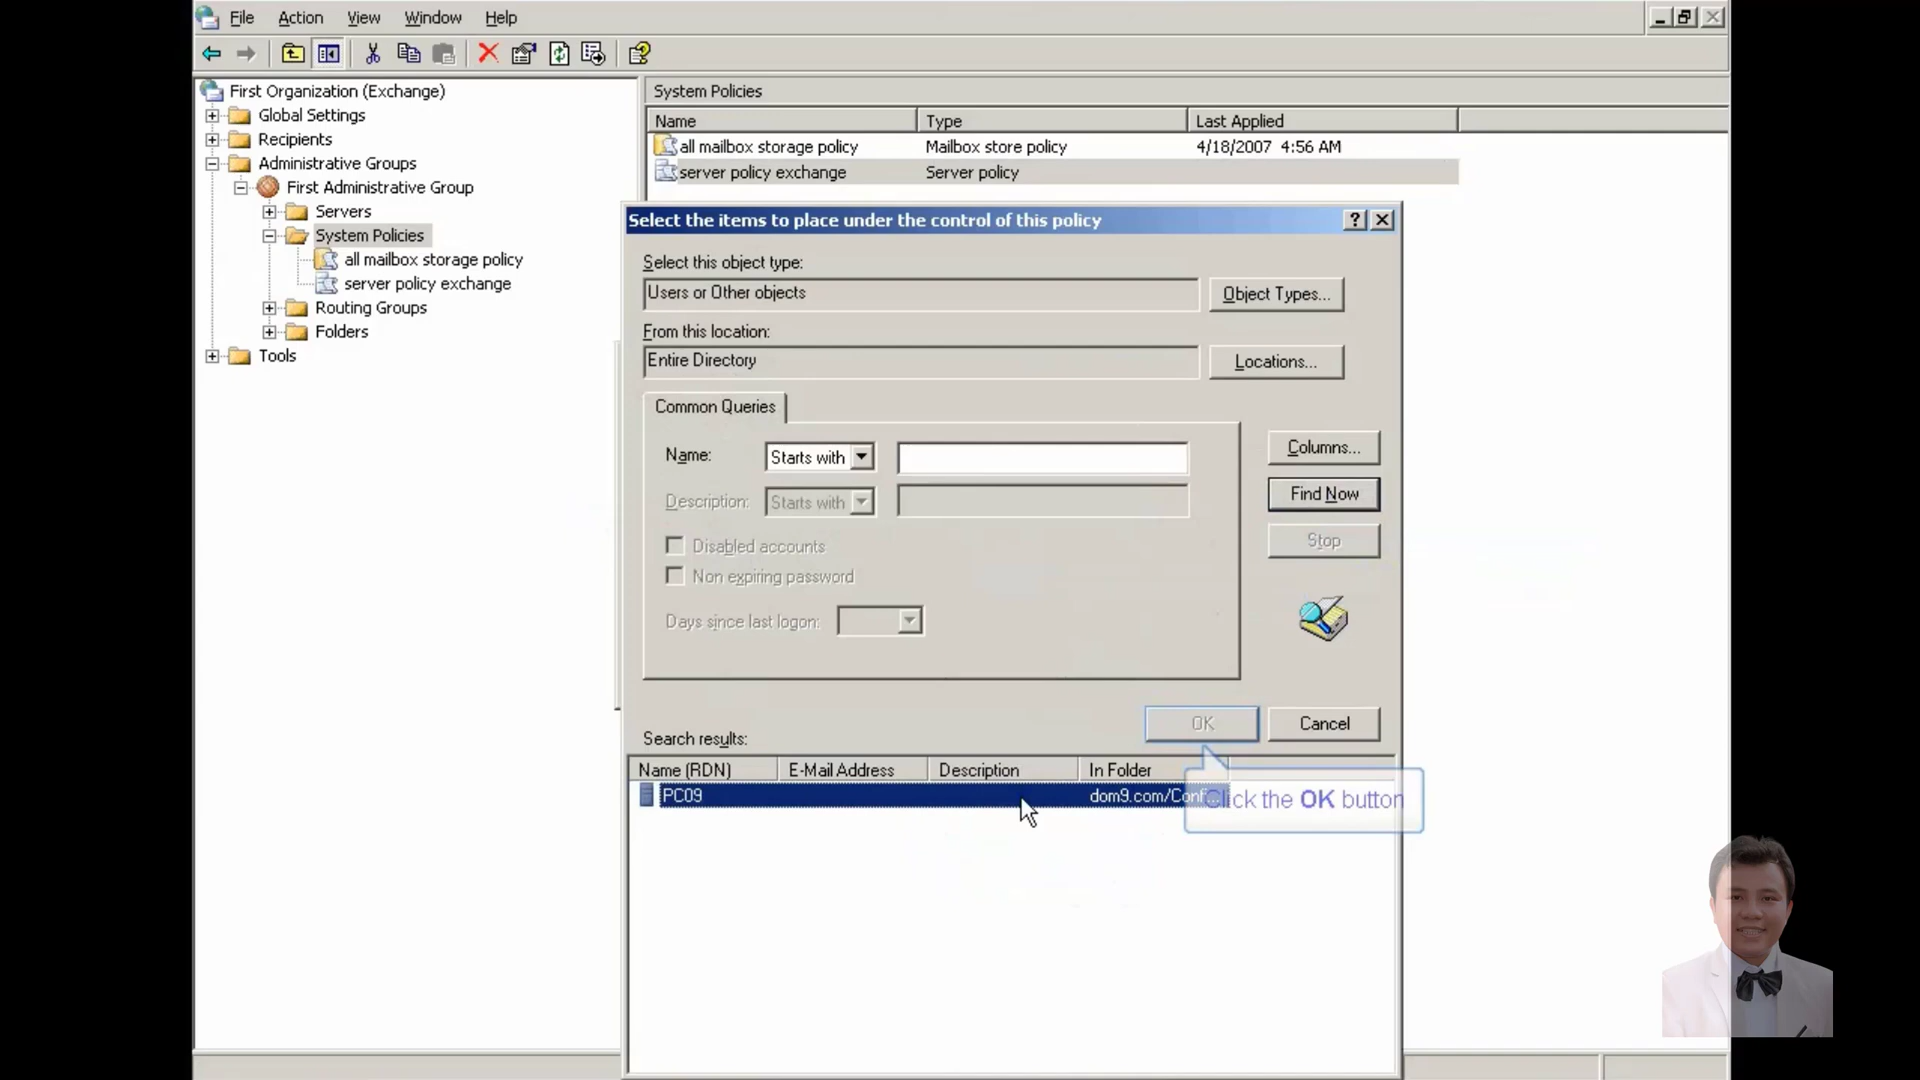 File Action View Window Help
First Organization (Exchange)
Global Settings
Recipients
Administrative Groups
First Administrative Group
Servers
System Policies
all mailbox storage policy
server policy exchange
Routing Groups
Folders
Tools
System Policies
Name Type Last Applied
all mailbox storage policy Mailbox store policy 4/18/2007 4:56 AM
server policy exchange Server policy
Select the items to place under the control of this policy
Select this object type:
Users or Other objects Object Types...
From this location:
Entire Directory Locations...
Common Queries
Name: Starts with
Description: Starts with
Disabled accounts
Non expiring password
Days since last logon:
Columns...
Find Now
Stop
OK Cancel
Search results:
Name (RDN) E-Mail Address Description In Folder
PC09 dom9.com/Conf...
Click the OK button